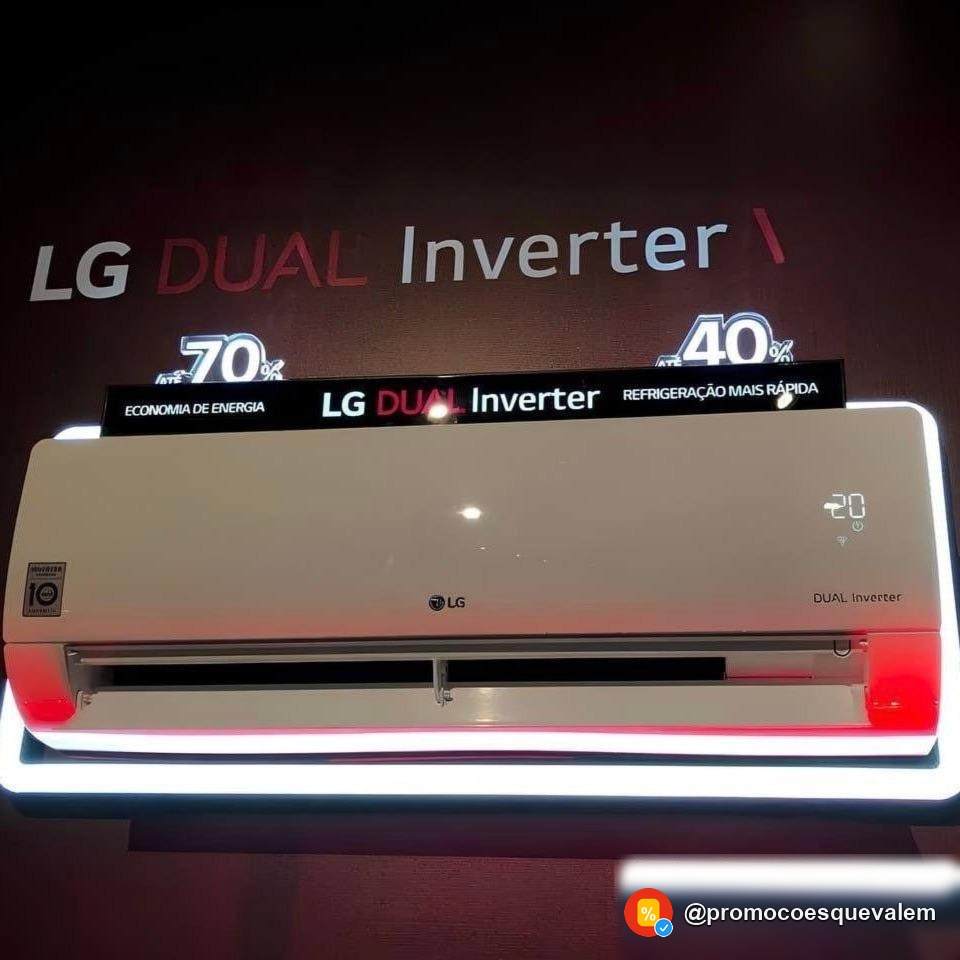 LG DUAL Inverter
ATÉ 70%
ATÉ 40%
ECONOMIA DE ENERGIA
LG DUAL Inverter
REFRIGERAÇÃO MAIS RÁPIDA
20
INVERTER
10
LG
DUAL Inverter
%
@promocoesquevalem